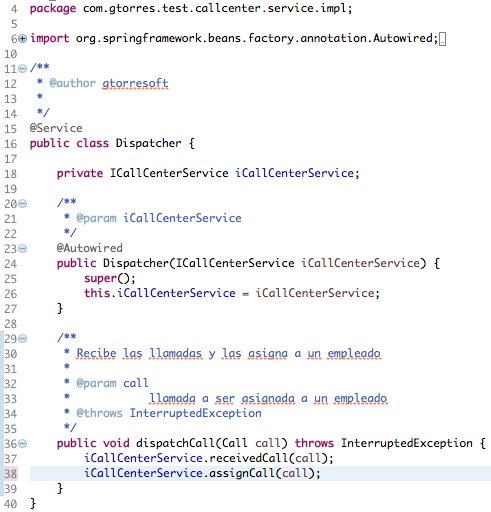 4 package com.gtorres.test.callcenter.service.impl;
5
6 import org.springframework.beans.factory.annotation.Autowired;
10
11 /**
12  * @author gtorresoft
13  *
14  */
15 @Service
16 public class Dispatcher {
17
18     private ICallCenterService iCallCenterService;
19
20     /**
21      * @param iCallCenterService
22      */
23     @Autowired
24     public Dispatcher(ICallCenterService iCallCenterService) {
25         super();
26         this.iCallCenterService = iCallCenterService;
27     }
28
29     /**
30      * Recibe las llamadas y las asigna a un empleado
31      *
32      * @param call
33      *            llamada a ser asignada a un empleado
34      * @throws InterruptedException
35      */
36     public void dispatchCall(Call call) throws InterruptedException {
37         iCallCenterService.receivedCall(call);
38         iCallCenterService.assignCall(call);
39     }
40 }